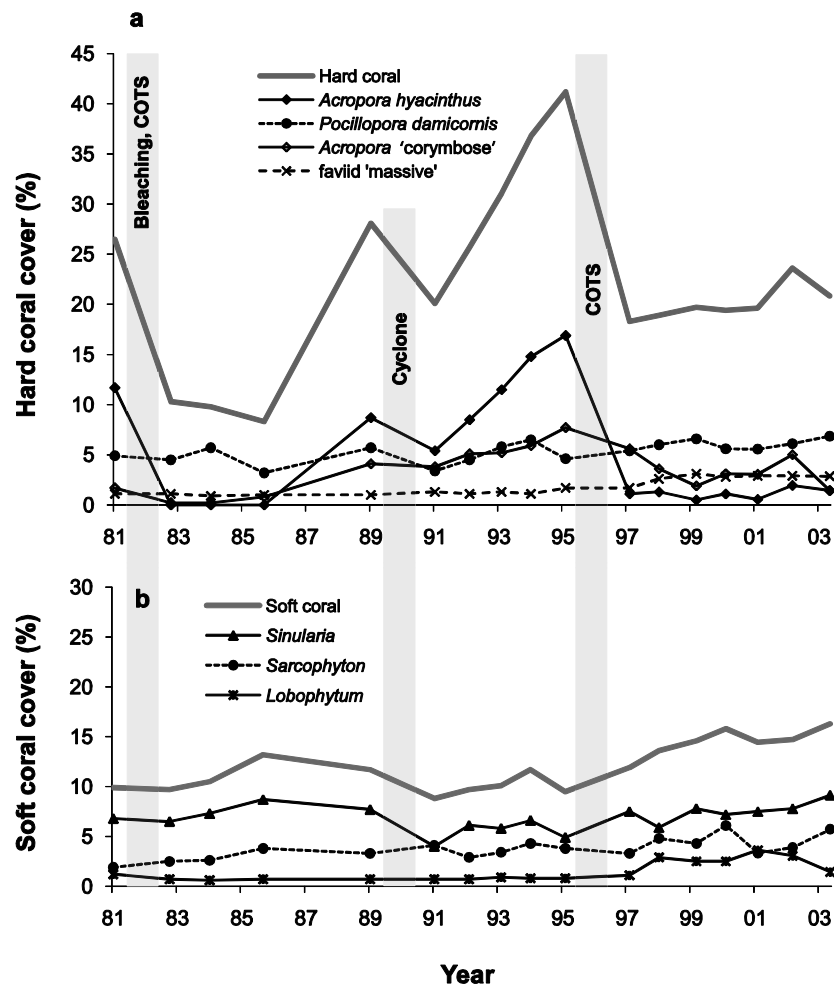 a
45
40
35
30
25
20
15
10
5
0
Hard coral cover (%)
Bleaching, COTS
Cyclone
COTS
Hard coral
Acropora hyacinthus
Pocillopora damicornis
Acropora ‘corymbose’
faviid 'massive'
81 83 85 87 89 91 93 95 97 99 01 03
b
30
25
20
15
10
5
0
Soft coral cover (%)
Soft coral
Sinularia
Sarcophyton
Lobophytum
81 83 85 87 89 91 93 95 97 99 01 03
Year